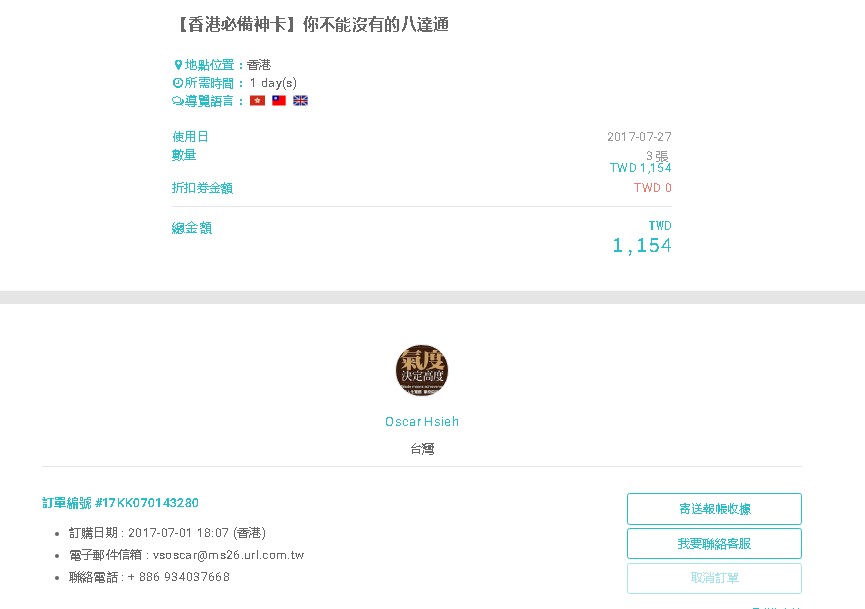 【香港必備神卡】你不能沒有的八達通
地點位置：香港
所需時間： 1 day(s)
導覽語言：
使用日 2017-07-27
數量 3 張
TWD 1,154
折扣券金額 TWD 0
總金額 TWD
1,154
氣度
決定高度
Oscar Hsieh
台灣
訂單編號 #17KK070143280
寄送報帳收據
訂購日期 : 2017-07-01 18:07 (香港)
我要聯絡客服
電子郵件信箱 : vsoscar@ms26.url.com.tw
聯絡電話 : + 886 934037668
取消訂單